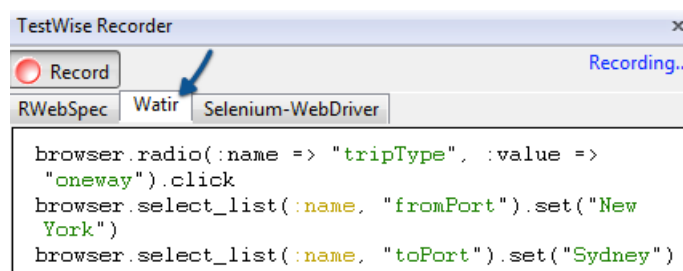 TestWise Recorder
Record
Recording..
RWebSpec Watir Selenium-WebDriver
browser.radio(:name => "tripType", :value =>
"oneway").click
browser.select_list(:name, "fromPort").set("New
York")
browser.select_list(:name, "toPort").set("Sydney")